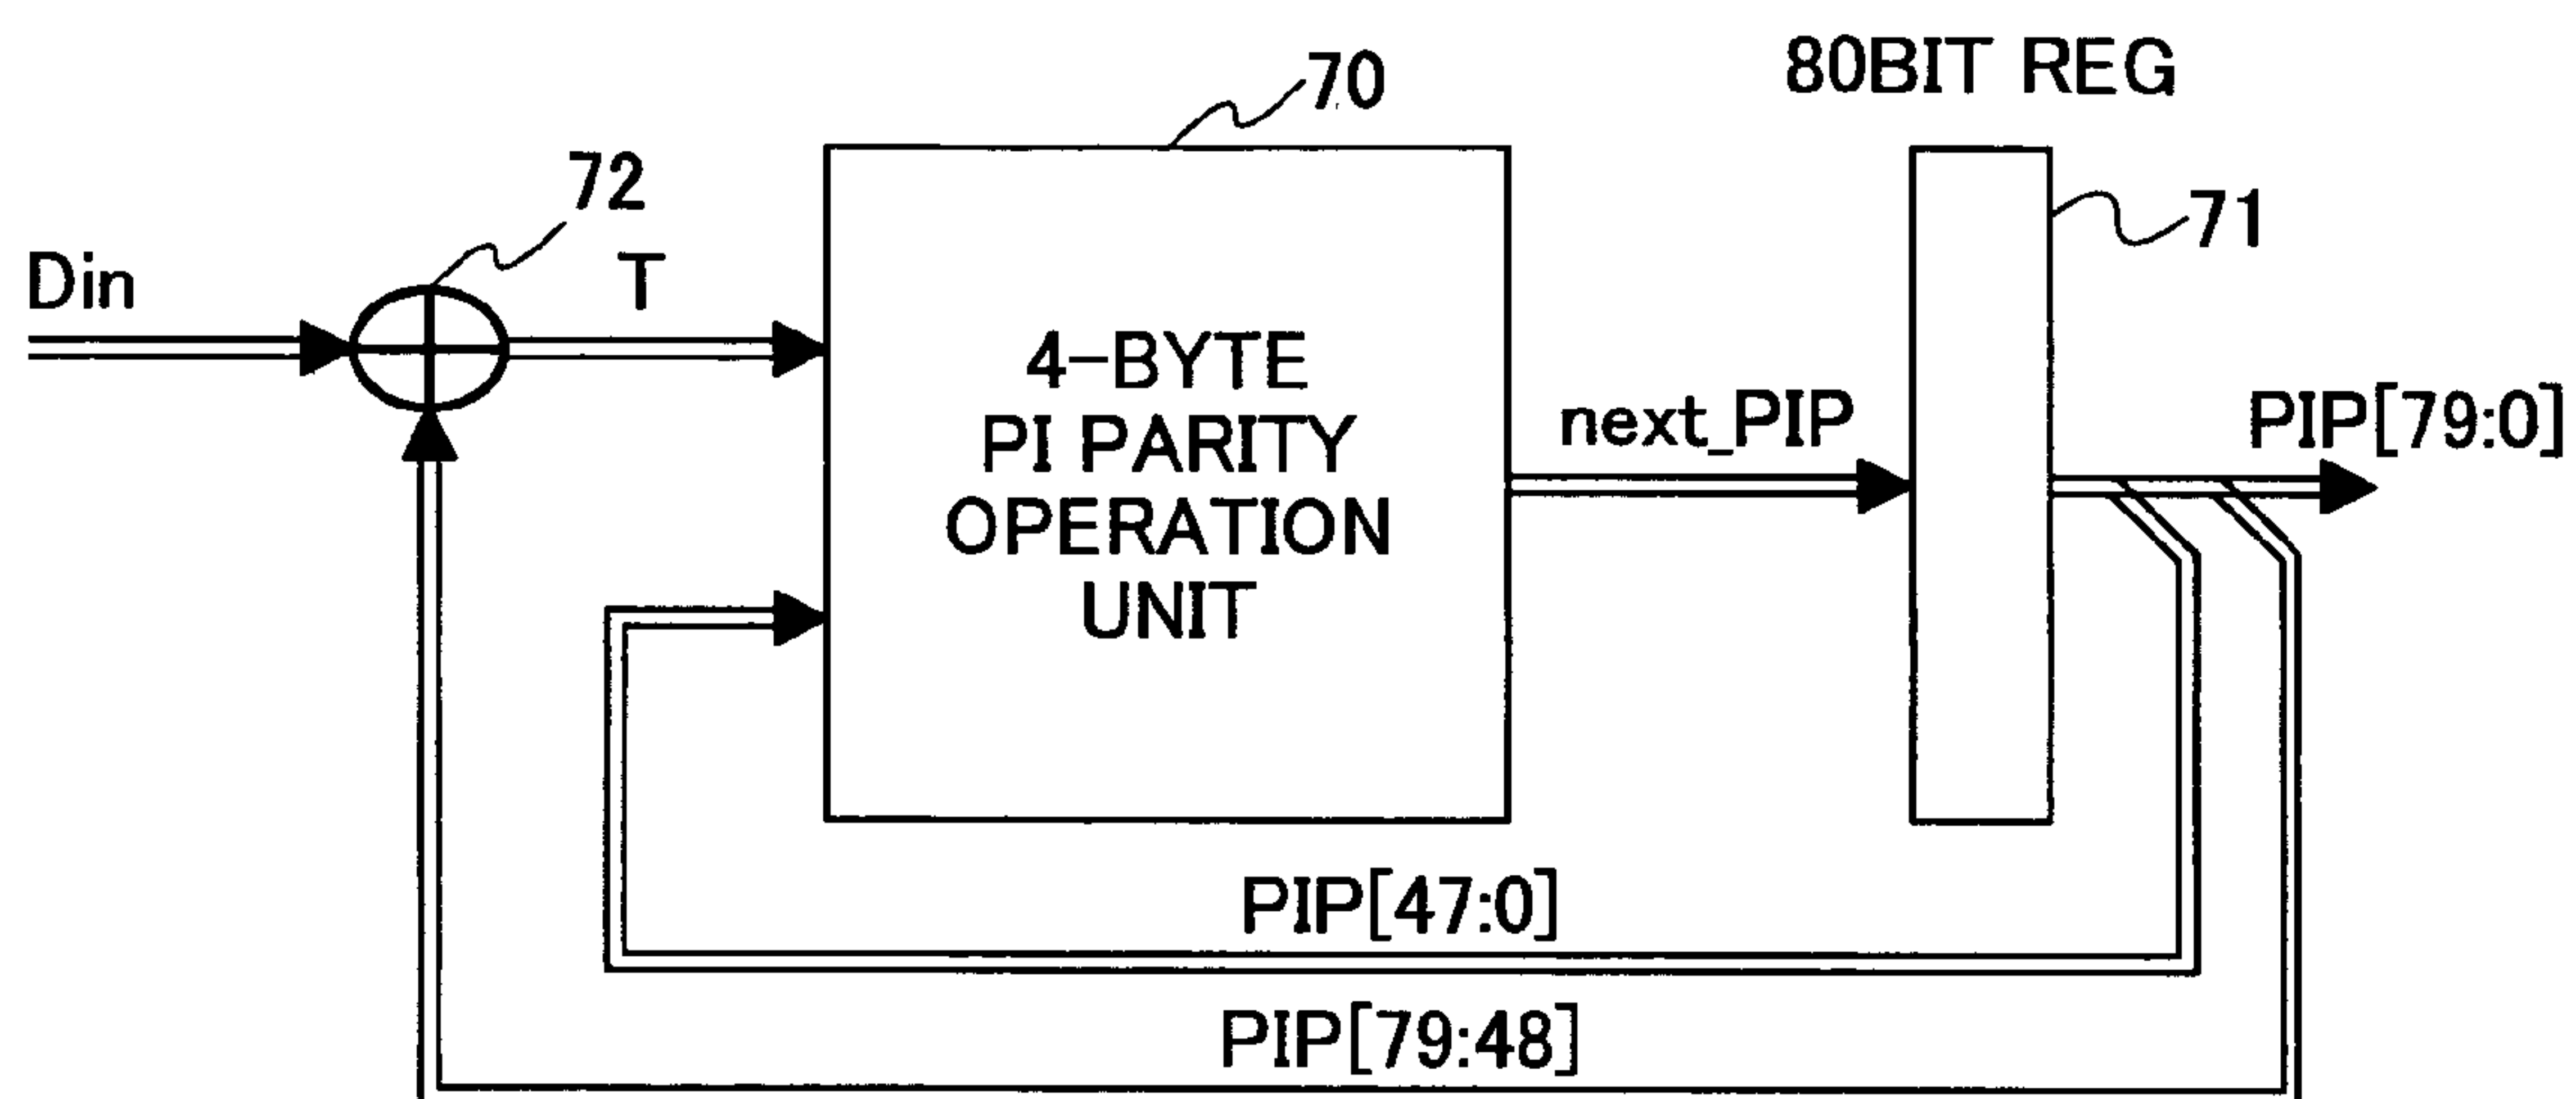 80BIT REG
70
72
71
Din
T
4-BYTE
PI PARITY
OPERATION
UNIT
next_PIP
PIP[79:0]
PIP[47:0]
PIP[79:48]